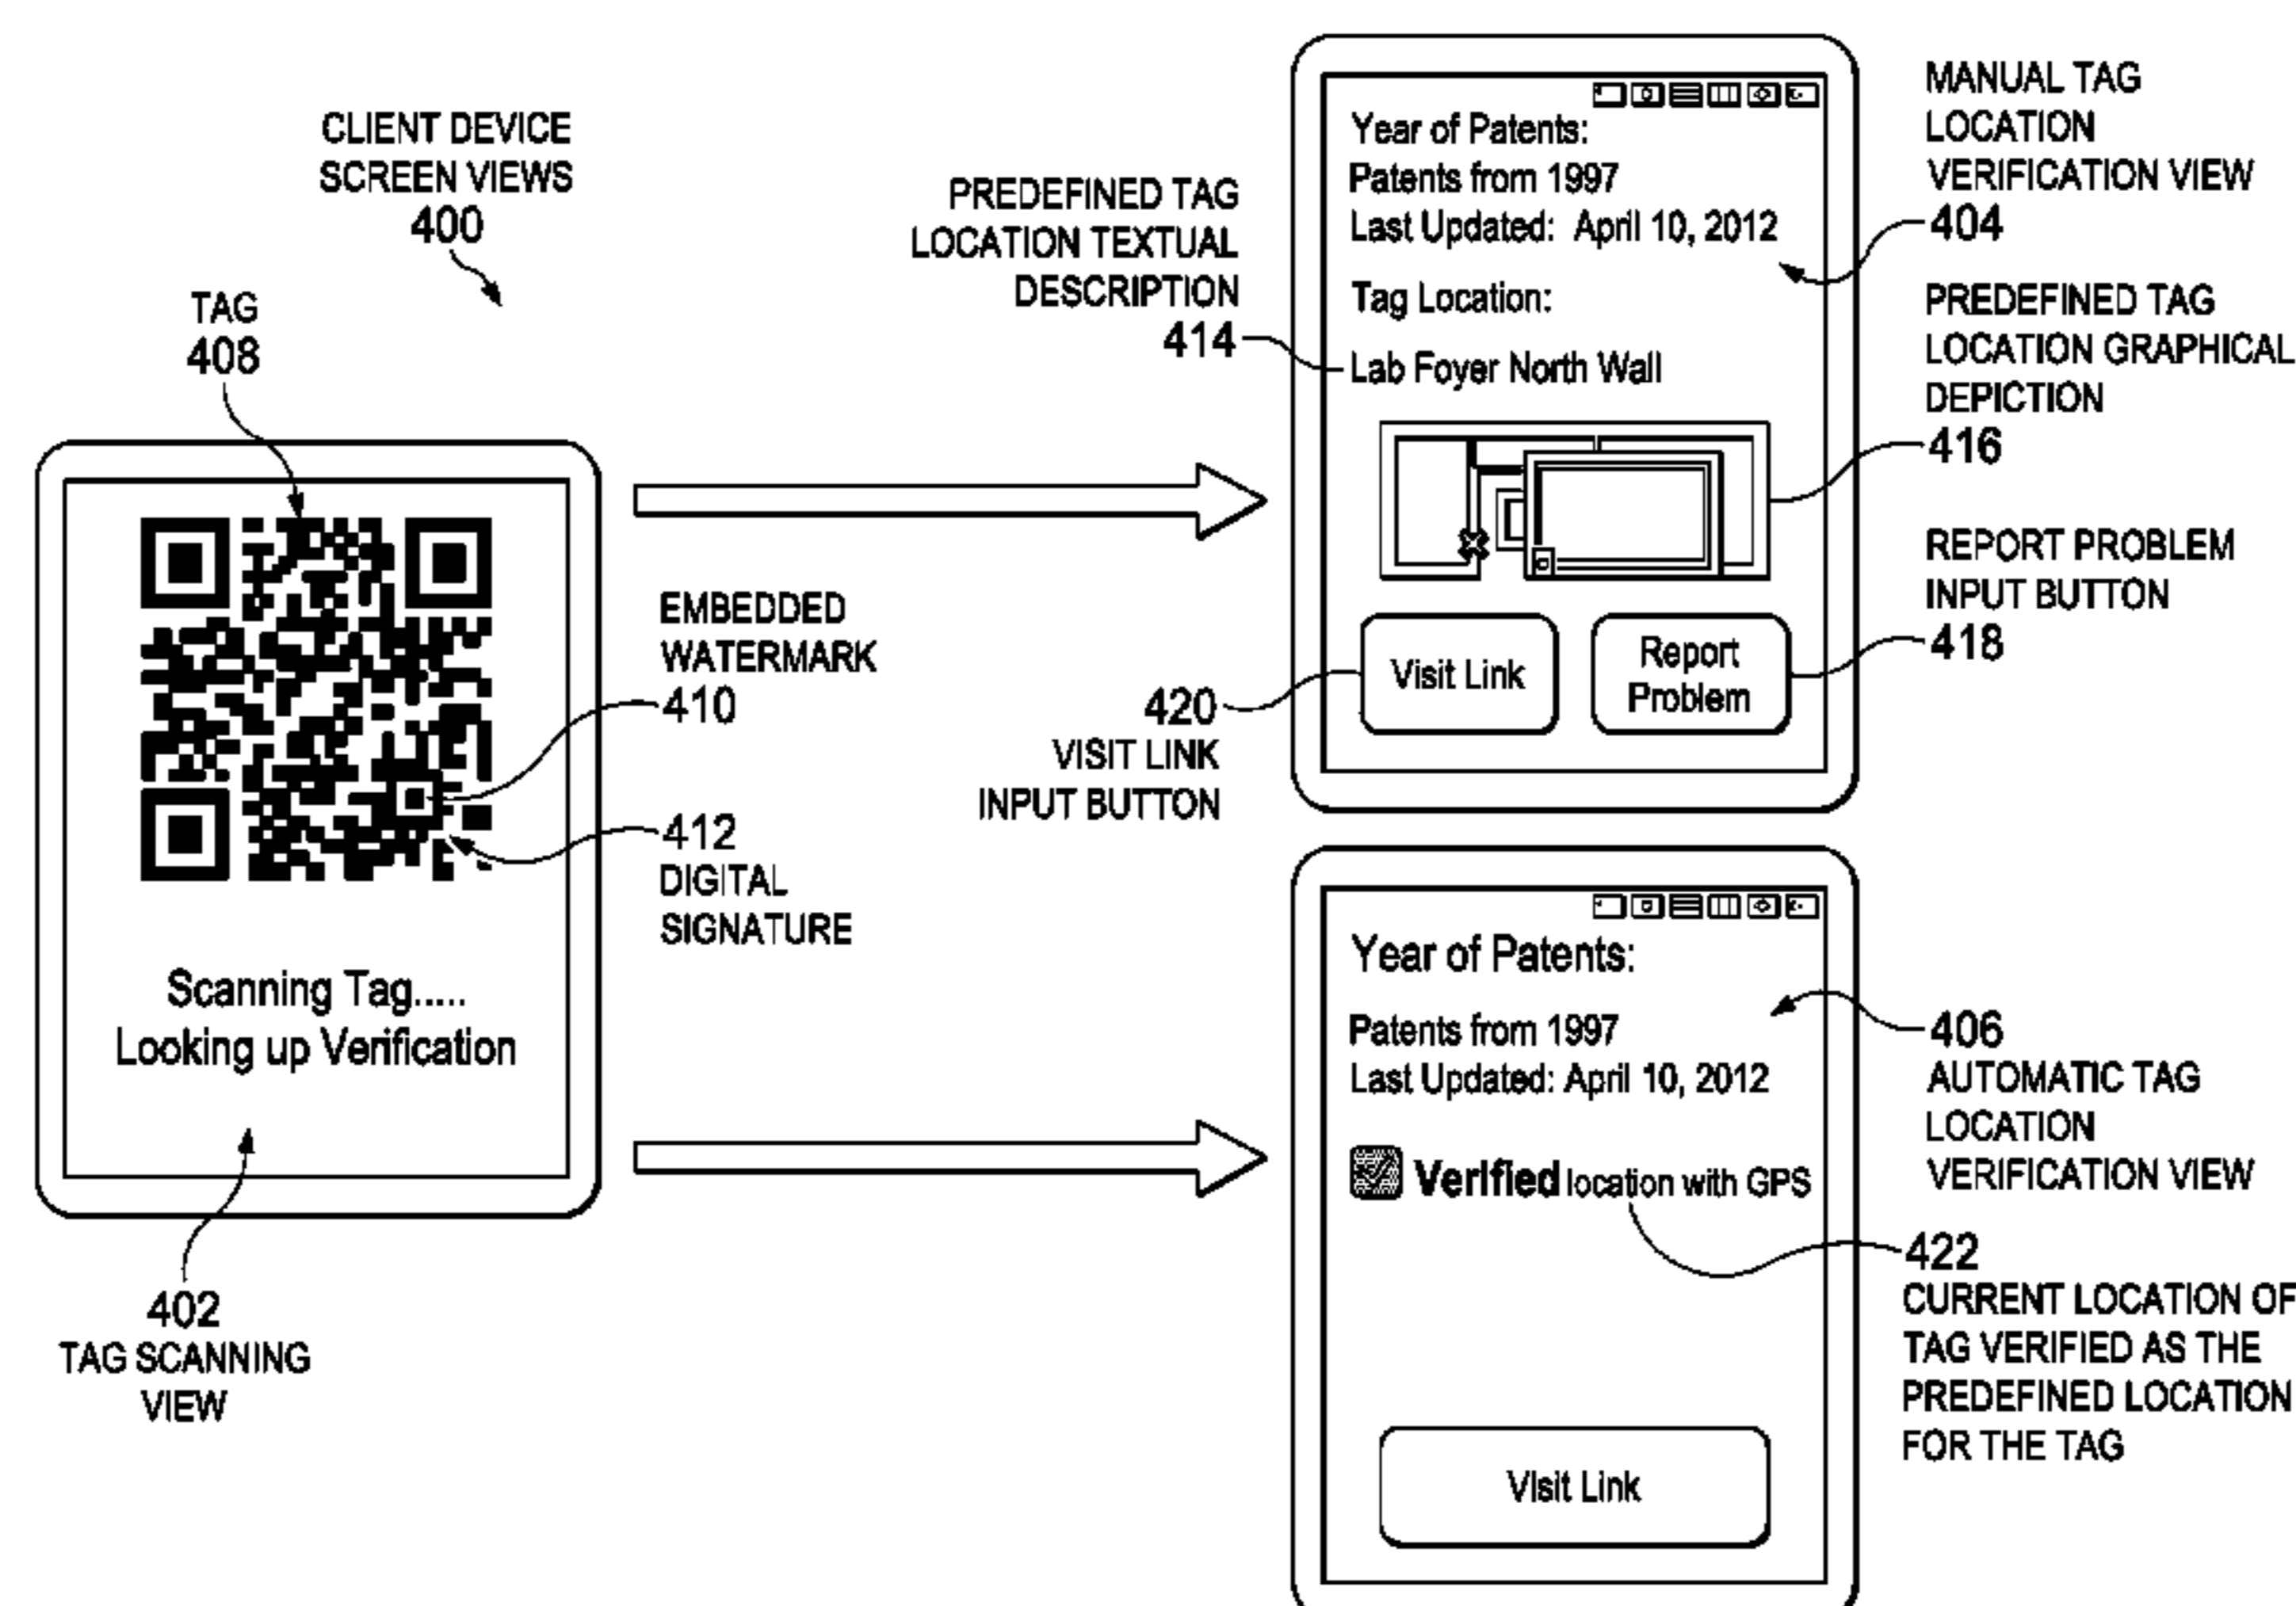 CLIENT DEVICE
SCREEN VIEWS
400
TAG
408
Scanning Tag.....
Looking up Verification
402
TAG SCANNING
VIEW
EMBEDDED
WATERMARK
410
412
DIGITAL
SIGNATURE
PREDEFINED TAG
LOCATION TEXTUAL
DESCRIPTION
414
420
VISIT LINK
INPUT BUTTON
Year of Patents:
Patents from 1997
Last Updated: April 10, 2012
Tag Location:
Lab Foyer North Wall
Visit Link
Report
Problem
MANUAL TAG
LOCATION
VERIFICATION VIEW
404
PREDEFINED TAG
LOCATION GRAPHICAL
DEPICTION
416
REPORT PROBLEM
INPUT BUTTON
418
Year of Patents:
Patents from 1997
Last Updated: April 10, 2012
Verified location with GPS
Visit Link
406
AUTOMATIC TAG
LOCATION
VERIFICATION VIEW
422
CURRENT LOCATION OF
TAG VERIFIED AS THE
PREDEFINED LOCATION
FOR THE TAG